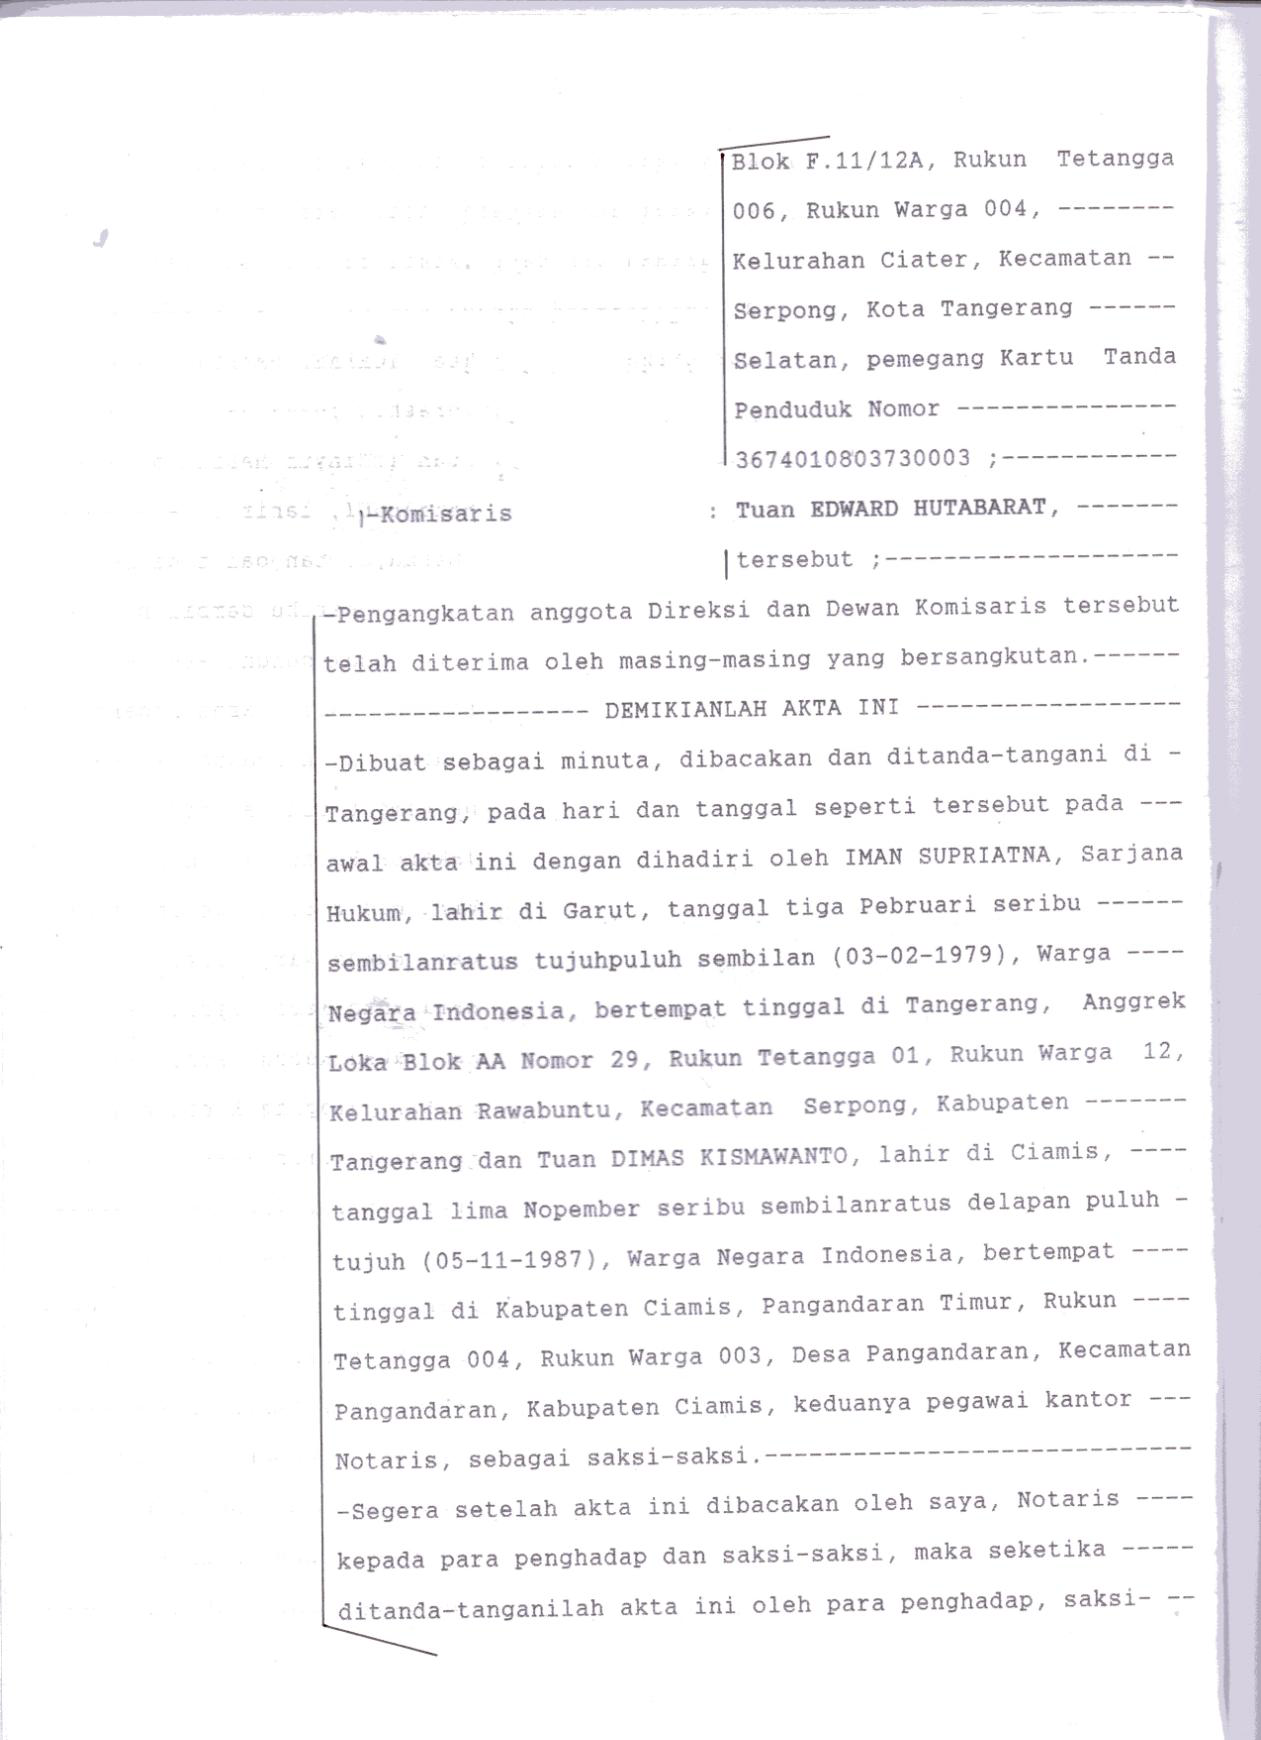 Blok F.11/12A, Rukun Tetangga
006, Rukun Warga 004, --------
Kelurahan Ciater, Kecamatan --
Serpong, Kota Tangerang ------
Selatan, pemegang Kartu Tanda
Penduduk Nomor ---------------
3674010803730003 ;------------
-Komisaris : Tuan EDWARD HUTABARAT, -------
tersebut ;--------------------
-Pengangkatan anggota Direksi dan Dewan Komisaris tersebut
telah diterima oleh masing-masing yang bersangkutan.------
------------------ DEMIKIANLAH AKTA INI ------------------
-Dibuat sebagai minuta, dibacakan dan ditanda-tangani di -
Tangerang, pada hari dan tanggal seperti tersebut pada ---
awal akta ini dengan dihadiri oleh IMAN SUPRIATNA, Sarjana
Hukum, lahir di Garut, tanggal tiga Pebruari seribu ------
sembilanratus tujuhpuluh sembilan (03-02-1979), Warga ----
Negara Indonesia, bertempat tinggal di Tangerang, Anggrek
Loka Blok AA Nomor 29, Rukun Tetangga 01, Rukun Warga 12,
Kelurahan Rawabuntu, Kecamatan Serpong, Kabupaten -------
Tangerang dan Tuan DIMAS KISMAWANTO, lahir di Ciamis, ----
tanggal lima Nopember seribu sembilanratus delapan puluh -
tujuh (05-11-1987), Warga Negara Indonesia, bertempat ----
tinggal di Kabupaten Ciamis, Pangandaran Timur, Rukun ----
Tetangga 004, Rukun Warga 003, Desa Pangandaran, Kecamatan
Pangandaran, Kabupaten Ciamis, keduanya pegawai kantor ---
Notaris, sebagai saksi-saksi.-----------------------------
-Segera setelah akta ini dibacakan oleh saya, Notaris ----
kepada para penghadap dan saksi-saksi, maka seketika -----
ditanda-tanganilah akta ini oleh para penghadap, saksi- --